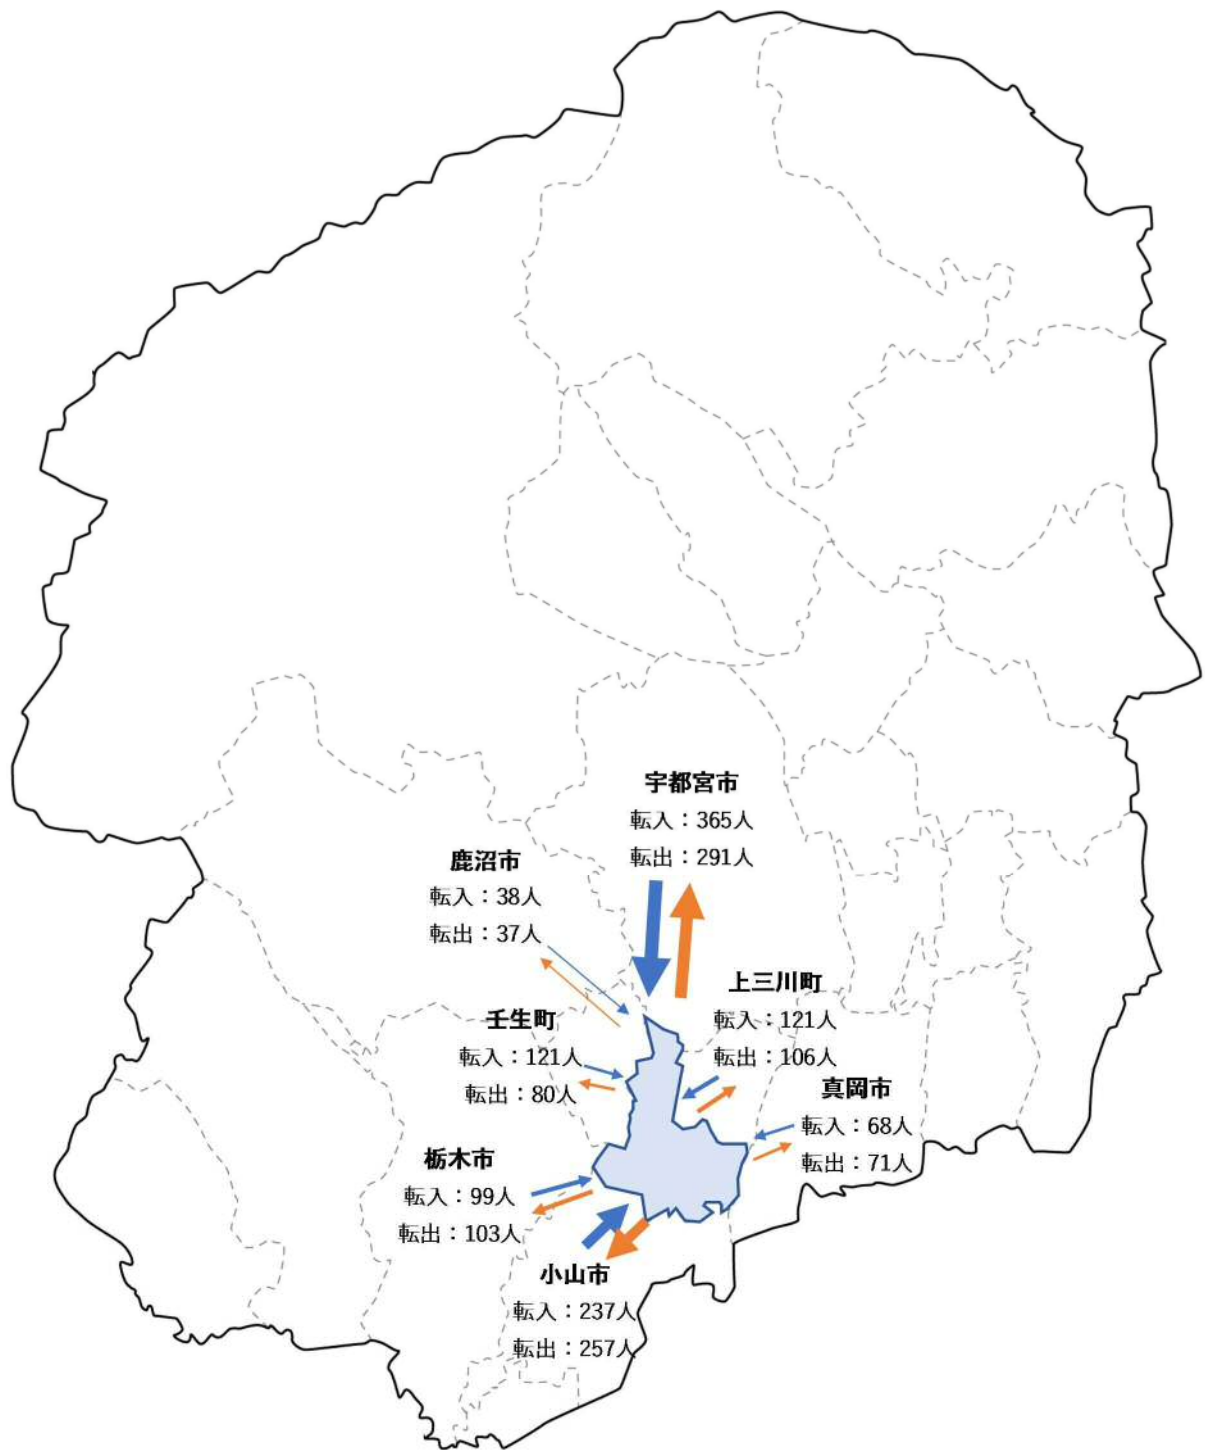 宇都宮市
転入：365人
転出：291人
鹿沼市
転入：38人
転出：37人
上三川町
転入：121人
転出：106人
壬生町
転入：121人
転出：80人
真岡市
転入：68人
転出：71人
栃木市
転入：99人
転出：103人
小山市
転入：237人
転出：257人